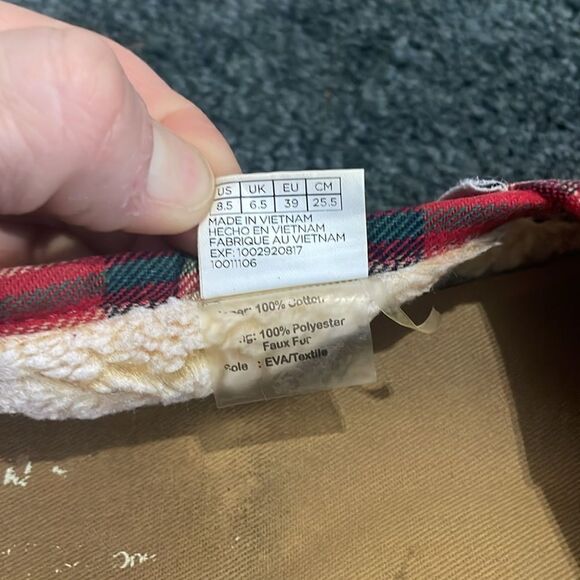 US UK EU CM
8.5 6.5 39 25.5
MADE IN VIETNAM
HECHO EN VIETNAM
FABRIQUE AU VIETNAM
EXF: 1002920817
10011106
100% Cotton
100% Polyester
Faux Fur
Sole : EVA/Textile